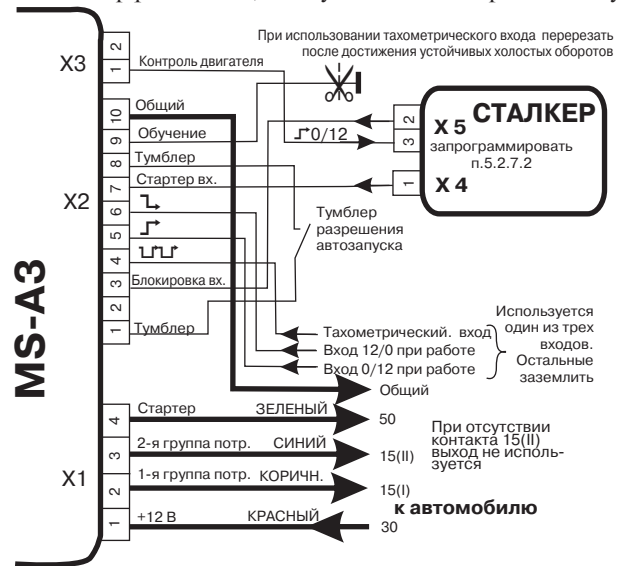 При использовании тахометрического входа перерезать
после достижения устойчивых холостых оборотов
X3
2
1
Контроль двигателя
X2
10
Общий
9
Обучение
8
Тумблер
7
Стартер вх.
6
5
4
3
Блокировка вх.
2
1
Тумблер
0/12
2
3
1
X 5 СТАЛКЕР
запрограммировать
п.5.2.7.2
X 4
Тумблер
разрешения
автозапуска
MS-A3
Тахометрический. вход
Вход 12/0 при работе
Вход 0/12 при работе
Общий
Используется
один из трех
входов.
Остальные
заземлить
X1
4
Стартер ЗЕЛЕНЫЙ 50
3
2-я группа потр. СИНИЙ 15(II)
2
1-я группа потр. КОРИЧН. 15(I)
1
+12 В КРАСНЫЙ 30
При отсутствии
контакта 15(II)
выход не исполь-
зуется
к автомобилю